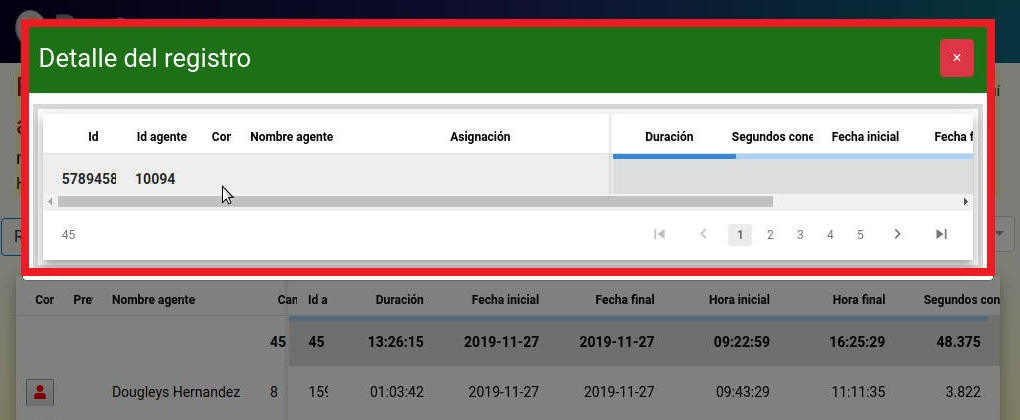 Detalle del registro
×
Id Id agente Cor Nombre agente Asignación Duración Segundos cone Fecha inicial Fecha f
5789458 10094
45 1 2 3 4 5
Cor Pre Nombre agente Can Id a Duración Fecha inicial Fecha final Hora inicial Hora final Segundos con
45 45 13:26:15 2019-11-27 2019-11-27 09:22:59 16:25:29 48.375
Dougleys Hernandez 8 159 01:03:42 2019-11-27 2019-11-27 09:43:29 11:11:35 3.822